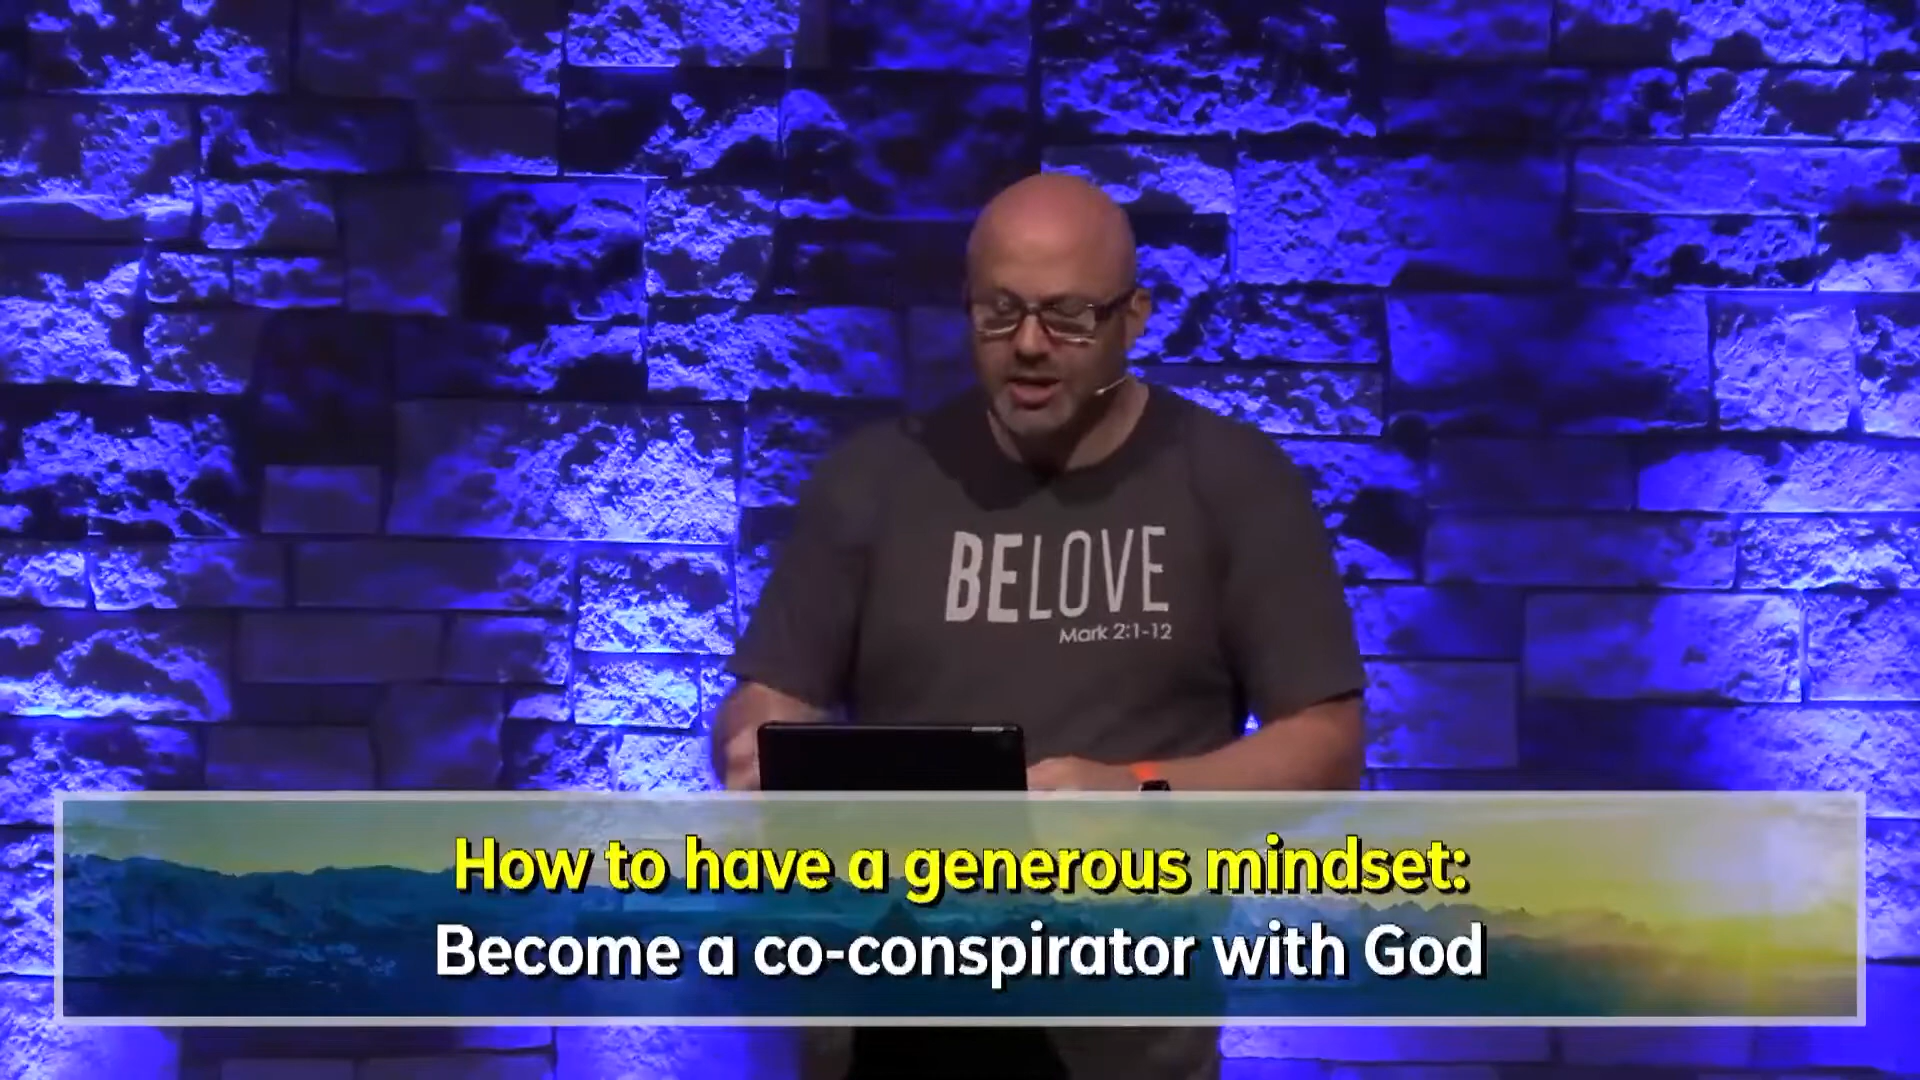 BELOVE
Mark 2:1-12
How to have a generous mindset:
Become a co-conspirator with God